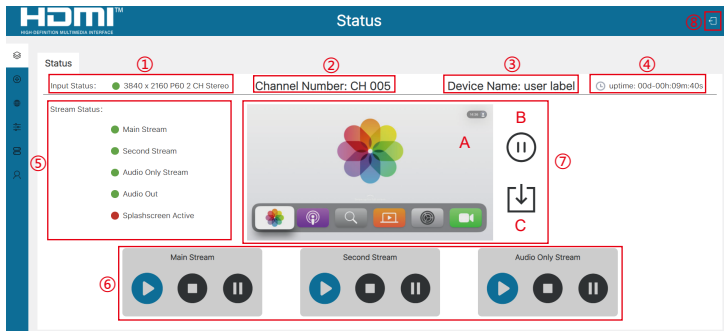 HDMI™
HIGH-DEFINITION MULTIMEDIA INTERFACE
Status
⑧
Status
① ② ③ ④
Input Status: 3840 x 2160 P60 2 CH Stereo
Channel Number: CH 005
Device Name: user label
uptime: 00d-00h:09m:40s
Stream Status:
Main Stream
Second Stream
Audio Only Stream
Audio Out
Splashscreen Active
⑤
A
B
C
⑦
⑥
Main Stream
Second Stream
Audio Only Stream